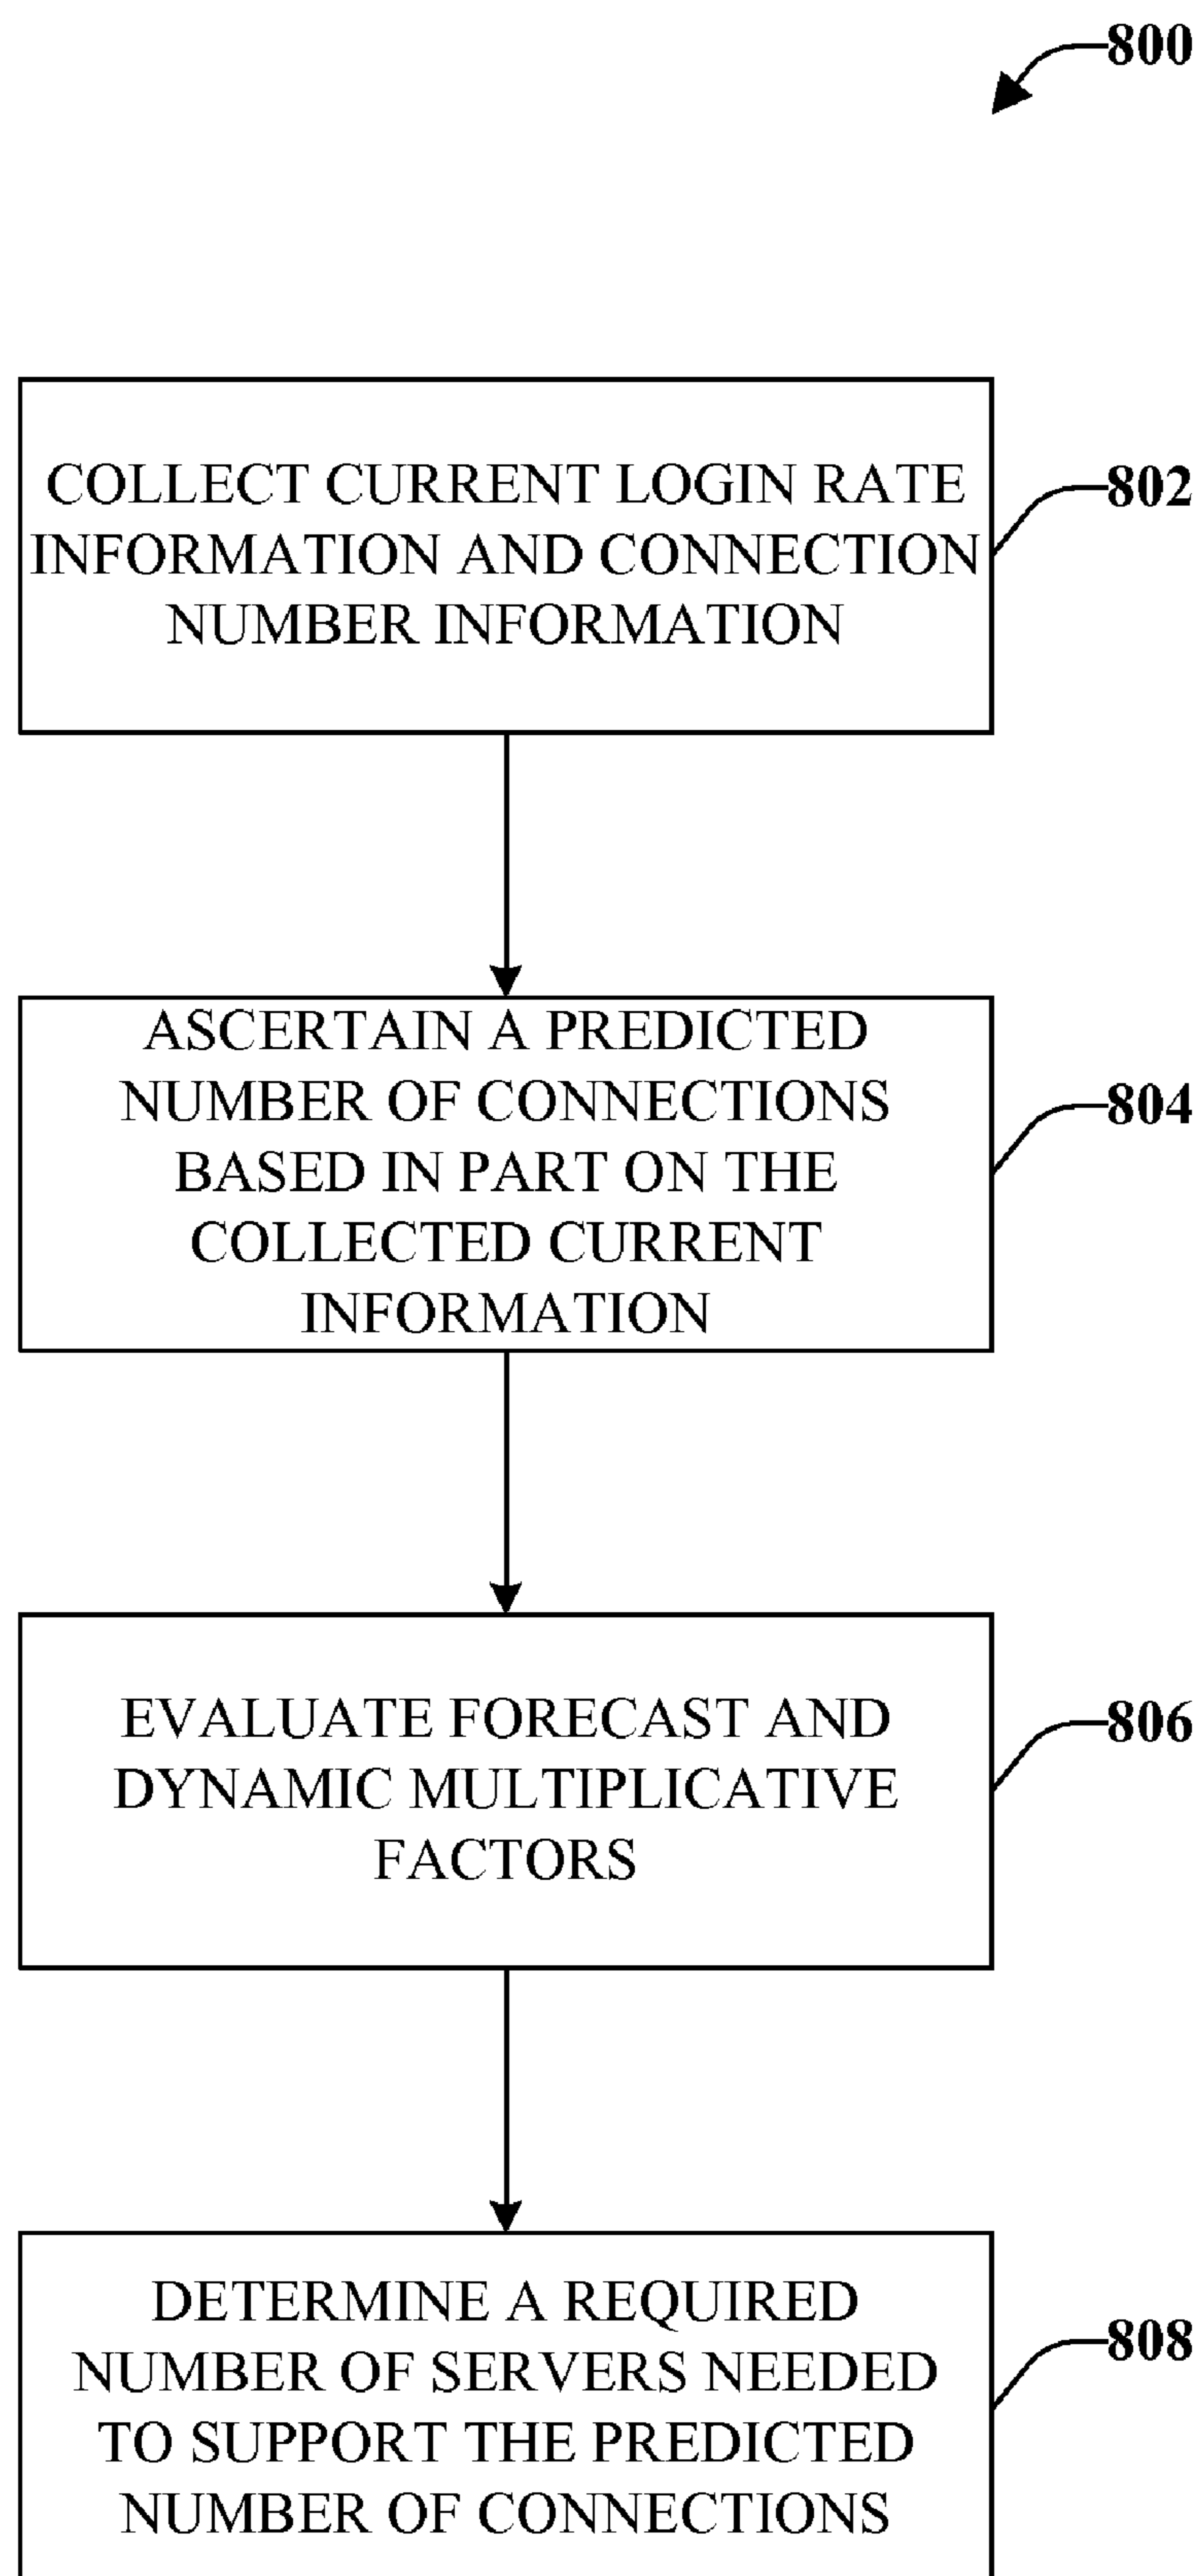 800
COLLECT CURRENT LOGIN RATE
INFORMATION AND CONNECTION
NUMBER INFORMATION
802
ASCERTAIN A PREDICTED
NUMBER OF CONNECTIONS
BASED IN PART ON THE
COLLECTED CURRENT
INFORMATION
804
EVALUATE FORECAST AND
DYNAMIC MULTIPLICATIVE
FACTORS
806
DETERMINE A REQUIRED
NUMBER OF SERVERS NEEDED
TO SUPPORT THE PREDICTED
NUMBER OF CONNECTIONS
808